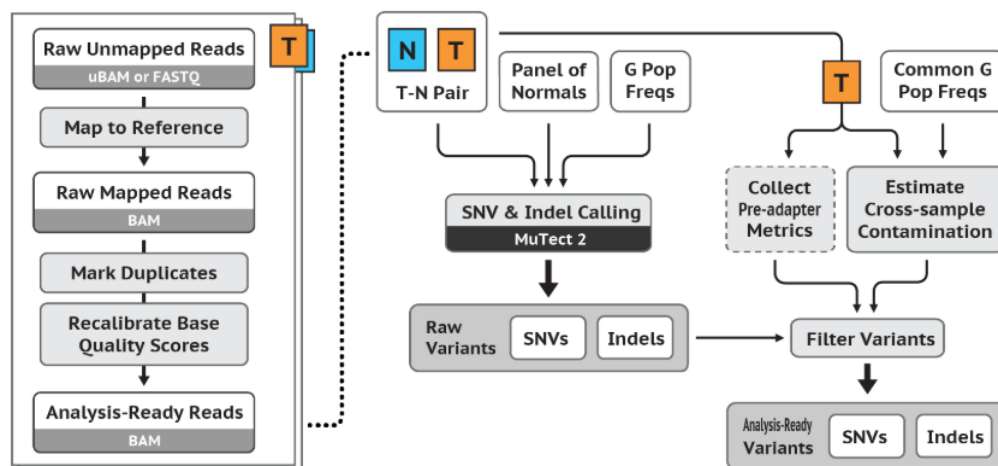 Raw Unmapped Reads
uBAM or FASTQ
T
Map to Reference
Raw Mapped Reads
BAM
Mark Duplicates
Recalibrate Base
Quality Scores
Analysis-Ready Reads
BAM
N T
T-N Pair
Panel of
Normals
G Pop
Freqs
T
Common G
Pop Freqs
SNV & Indel Calling
MuTect 2
Collect
Pre-adapter
Metrics
Estimate
Cross-sample
Contamination
Raw
Variants
SNVs
Indels
Filter Variants
Analysis-Ready
Variants
SNVs
Indels